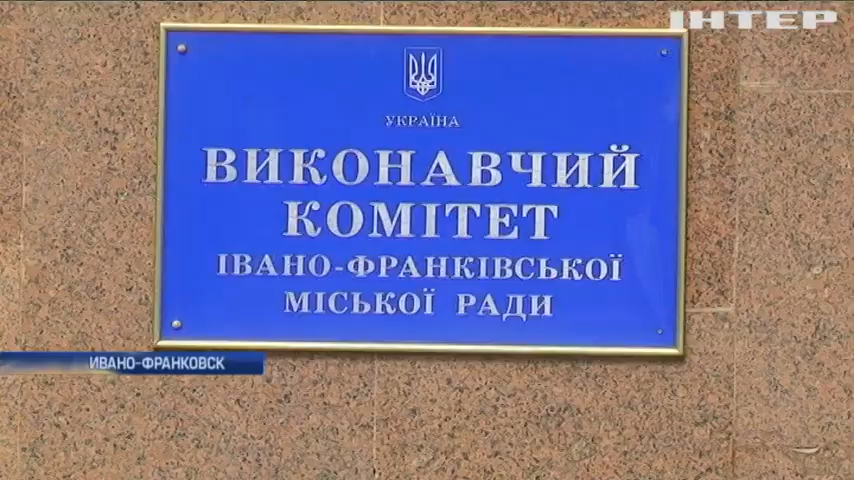 ІНТЕР
УКРАЇНА
ВИКОНАВЧИЙ
КОМІТЕТ
ІВАНО-ФРАНКІВСЬКОЇ
МІСЬКОЇ РАДИ
ИВАНО-ФРАНКОВСК